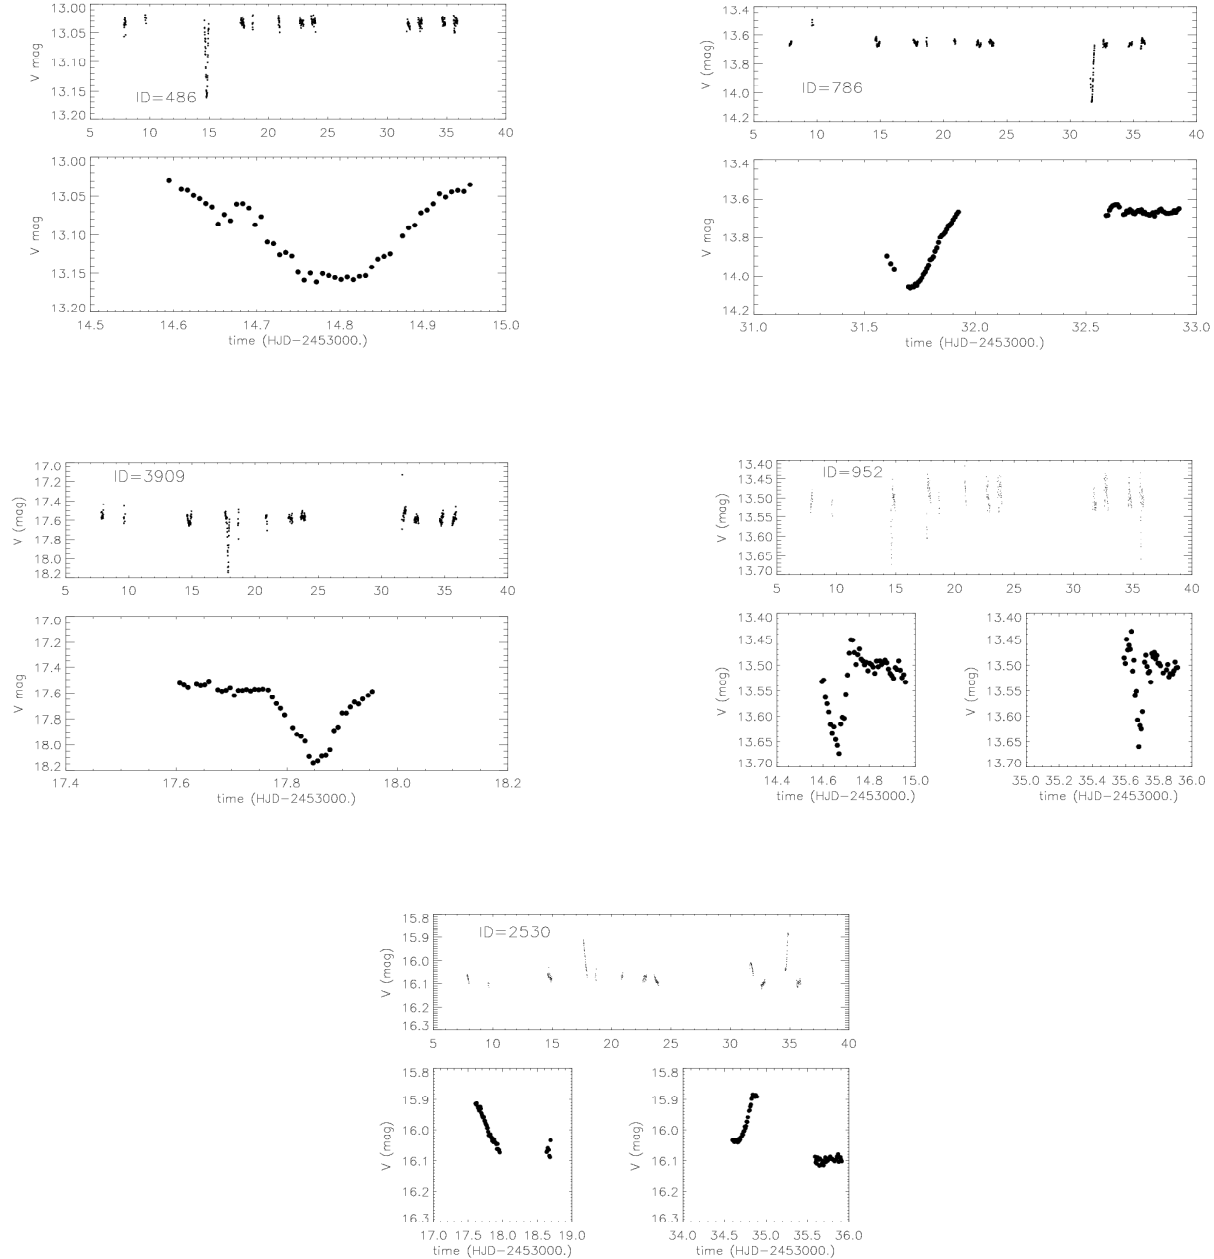 13.00
13.05
13.10
13.15
13.20
V mag
ID=486
5 10 15 20 25 30 35 40
13.00
13.05
13.10
13.15
13.20
V mag
14.5 14.6 14.7 14.8 14.9 15.0
time (HJD-2453000.)
13.4
13.6
13.8
14.0
14.2
V (mag)
ID=786
5 10 15 20 25 30 35 40
13.4
13.6
13.8
14.0
14.2
V mag
31.0 31.5 32.0 32.5 33.0
time (HJD-2453000.)
17.0
17.2
17.4
17.6
17.8
18.0
18.2
V (mag)
ID=3909
5 10 15 20 25 30 35 40
17.0
17.2
17.4
17.6
17.8
18.0
18.2
V mag
17.4 17.6 17.8 18.0 18.2
time (HJD-2453000.)
13.40
13.45
13.50
13.55
13.60
13.65
13.70
V (mag)
ID=952
5 10 15 20 25 30 35 40
13.40
13.45
13.50
13.55
13.60
13.65
13.70
V (mag)
14.4 14.6 14.8 15.0
time (HJD-2453000.)
13.40
13.45
13.50
13.55
13.60
13.65
13.70
V (mag)
35.0 35.2 35.4 35.6 35.8 36.0
time (HJD-2453000.)
15.8
15.9
16.0
16.1
16.2
16.3
V (mag)
ID=2530
5 10 15 20 25 30 35 40
15.8
15.9
16.0
16.1
16.2
16.3
V (mag)
17.0 17.5 18.0 18.5 19.0
time (HJD-2453000.)
15.8
15.9
16.0
16.1
16.2
16.3
V (mag)
34.0 34.5 35.0 35.5 36.0
time (HJD-2453000.)